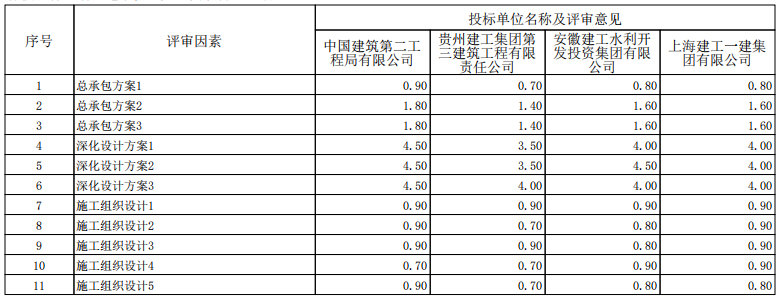 序号 评审因素 投标单位名称及评审意见
中国建筑第二工程局有限公司 贵州建工集团第三建筑工程有限责任公司 安徽建工水利开发投资集团有限公司 上海建工一建集团有限公司
1 总承包方案1 0.90 0.70 0.80 0.80
2 总承包方案2 1.80 1.40 1.60 1.60
3 总承包方案3 1.80 1.40 1.60 1.60
4 深化设计方案1 4.50 3.50 4.00 4.00
5 深化设计方案2 4.50 3.50 4.50 4.00
6 深化设计方案3 4.50 4.00 4.00 4.00
7 施工组织设计1 0.90 0.90 0.90 0.90
8 施工组织设计2 0.90 0.70 0.80 0.90
9 施工组织设计3 0.90 0.90 0.80 0.90
10 施工组织设计4 0.70 0.70 0.90 0.90
11 施工组织设计5 0.90 0.70 0.80 0.80